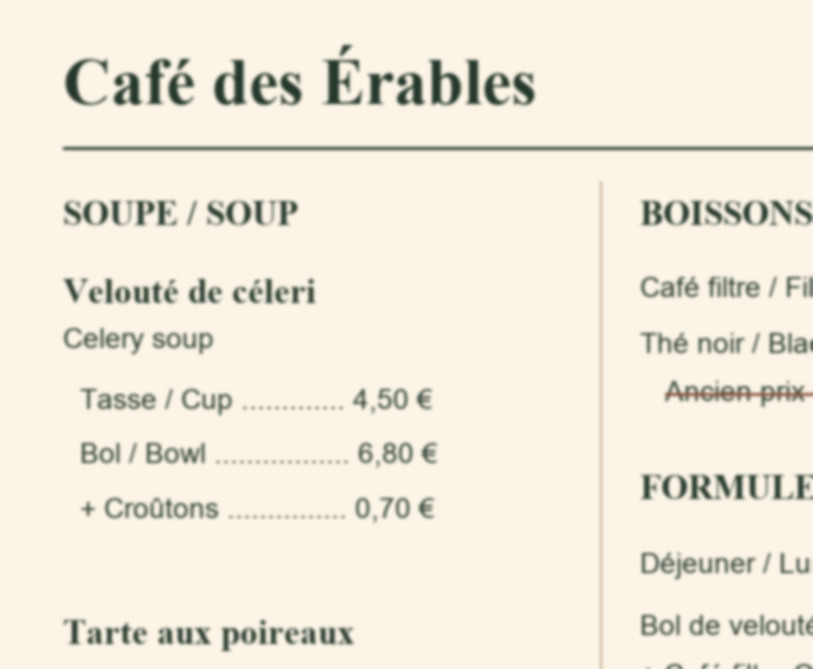 Café des Érables
SOUPE / SOUP
Velouté de céleri
Celery soup
Tasse / Cup ............. 4,50 €
Bol / Bowl ................. 6,80 €
+ Croûtons ............... 0,70 €
Tarte aux poireaux
BOISSONS
Café filtre /
Thé noir /
Ancien prix
Déjeuner /
Bol de velouté